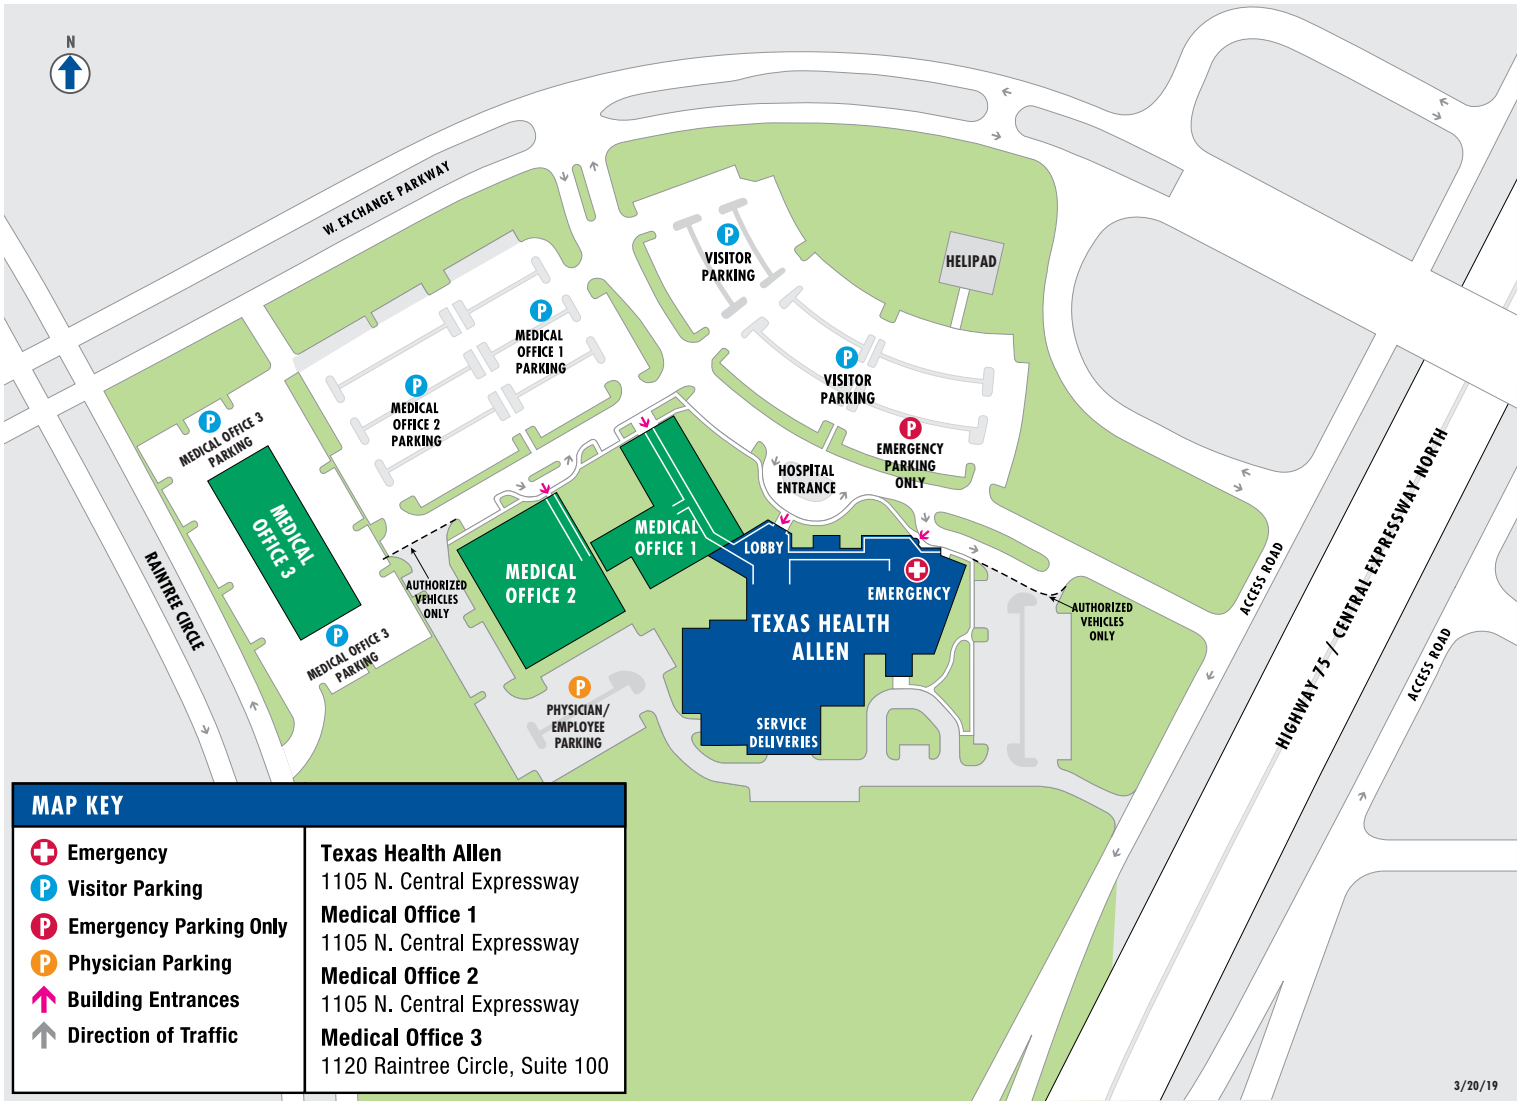 N
W. EXCHANGE PARKWAY
P
VISITOR
PARKING
HELIPAD
P
MEDICAL
OFFICE 1
PARKING
P
VISITOR
PARKING
P
MEDICAL
OFFICE 2
PARKING
P
MEDICAL OFFICE 3
PARKING
P
EMERGENCY
PARKING
ONLY
HOSPITAL
ENTRANCE
MEDICAL
OFFICE 3
MEDICAL
OFFICE 1
LOBBY
MEDICAL
OFFICE 2
EMERGENCY
AUTHORIZED
VEHICLES
ONLY
AUTHORIZED
VEHICLES
ONLY
TEXAS HEALTH
ALLEN
RAINTREE CIRCLE
P
MEDICAL OFFICE 3
PARKING
P
PHYSICIAN/
EMPLOYEE
PARKING
SERVICE
DELIVERIES
ACCESS ROAD
HIGHWAY 75 / CENTRAL EXPRESSWAY NORTH
ACCESS ROAD
MAP KEY
Emergency
P Visitor Parking
P Emergency Parking Only
P Physician Parking
Building Entrances
Direction of Traffic
Texas Health Allen
1105 N. Central Expressway
Medical Office 1
1105 N. Central Expressway
Medical Office 2
1105 N. Central Expressway
Medical Office 3
1120 Raintree Circle, Suite 100
3/20/19